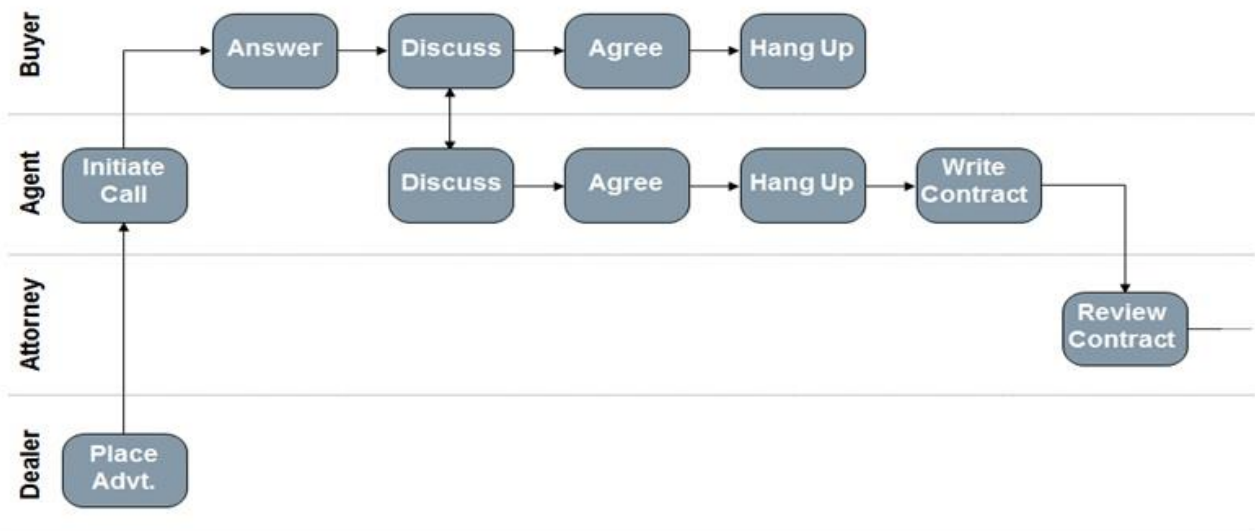 Buyer
Answer
Discuss
Agree
Hang Up
Agent
Initiate
Call
Discuss
Agree
Hang Up
Write
Contract
Attorney
Review
Contract
Dealer
Place
Advt.